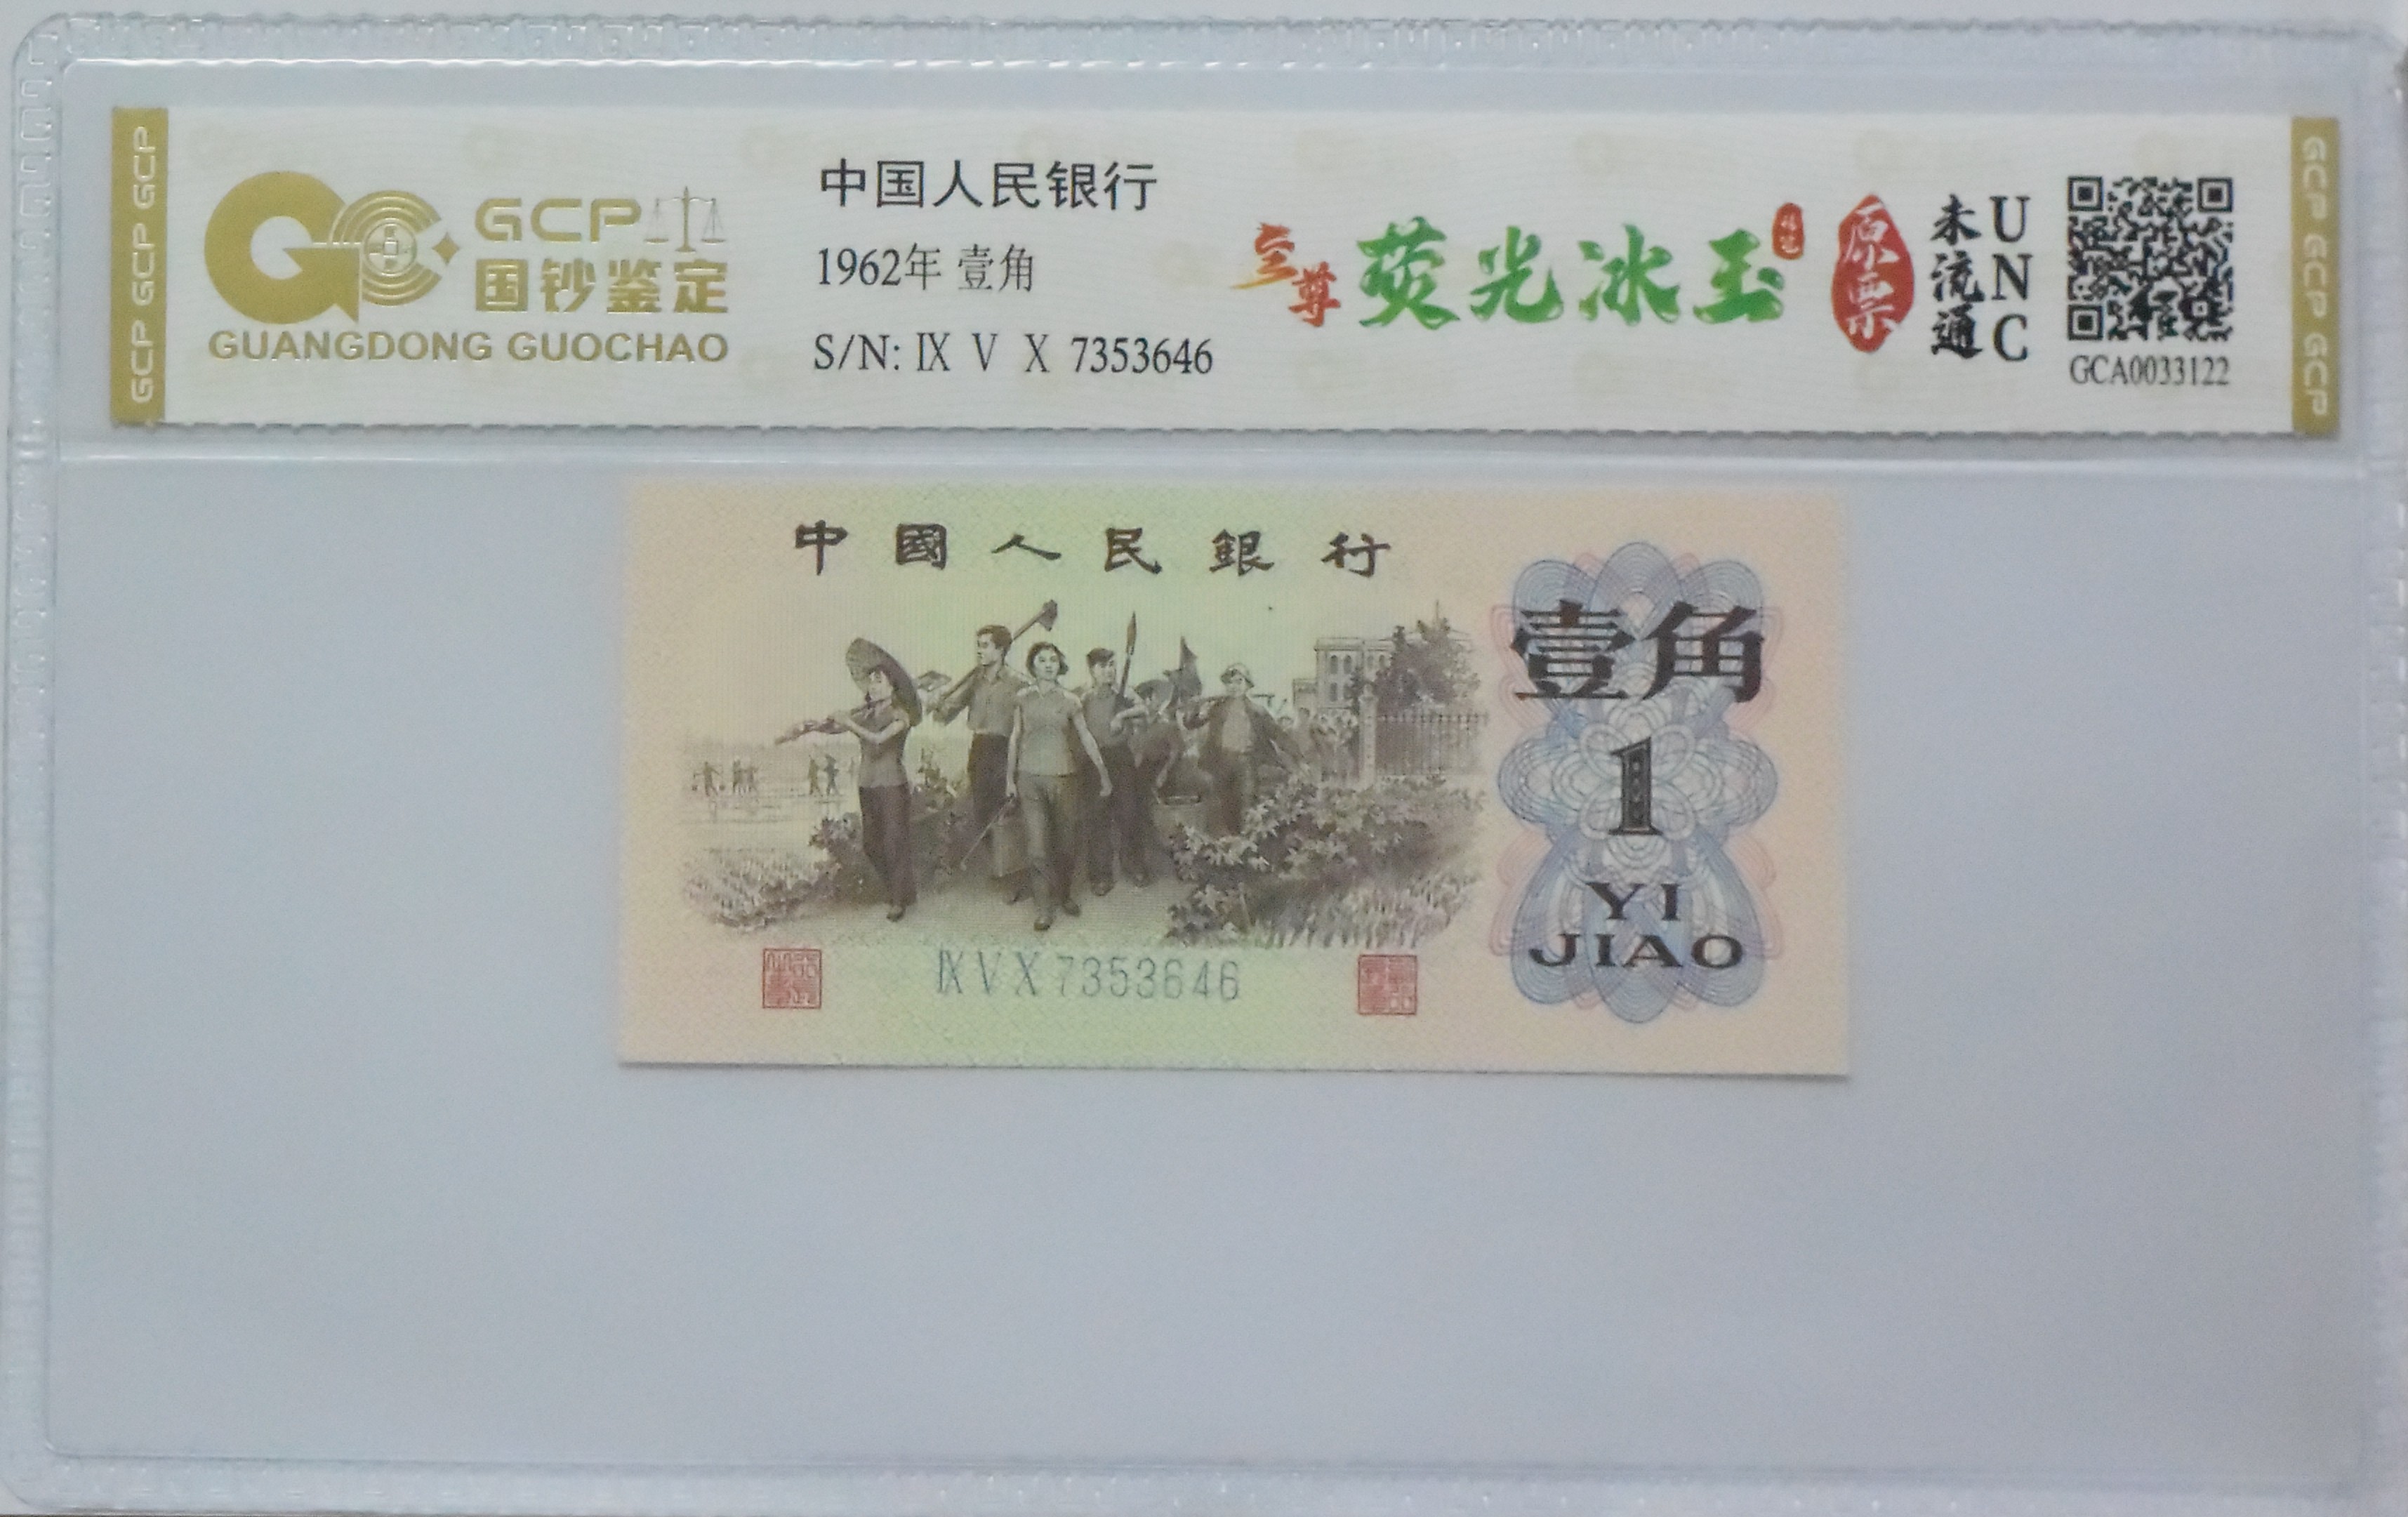 GCP GCP GCP
GCP
国钞鉴定
GUANGDONG GUOCHAO
中国人民银行
1962年 壹角
S/N: Ⅸ Ⅴ Ⅹ 7353646
至尊
荧光冰玉
原票
未流通
UNC
GCA0033122
GCP GCP GCP
中國人民銀行
壹角
1
YI
JIAO
ⅨⅤⅩ7353646